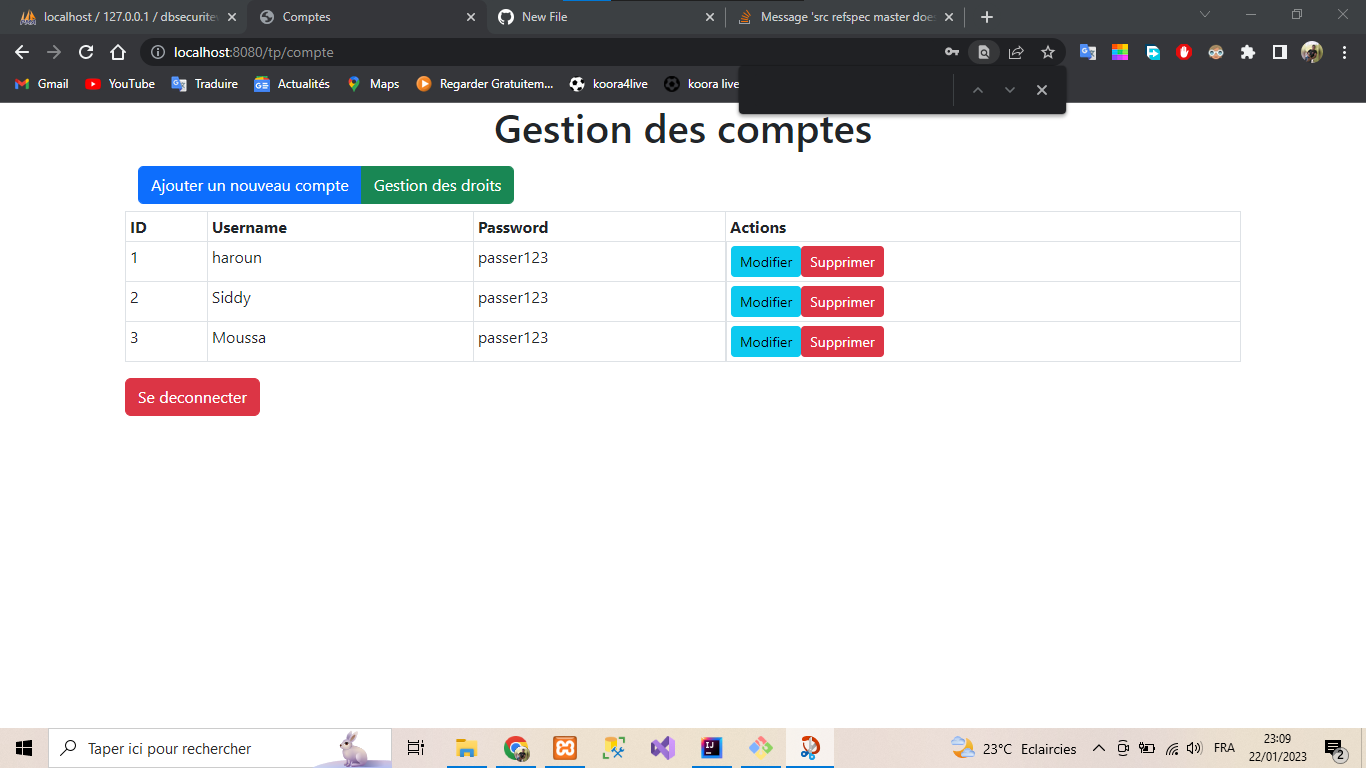 localhost / 127.0.0.1 / dbsecurite
Comptes
New File
Message 'src refspec master doe
localhost:8080/tp/compte
Gmail
YouTube
Traduire
Actualités
Maps
Regarder Gratuitem...
koora4live
koora live
Gestion des comptes
Ajouter un nouveau compte
Gestion des droits
ID Username Password Actions
1 haroun passer123 Modifier Supprimer
2 Siddy passer123 Modifier Supprimer
3 Moussa passer123 Modifier Supprimer
Se deconnecter
Taper ici pour rechercher
23°C Eclaircies
FRA
23:09
22/01/2023
2